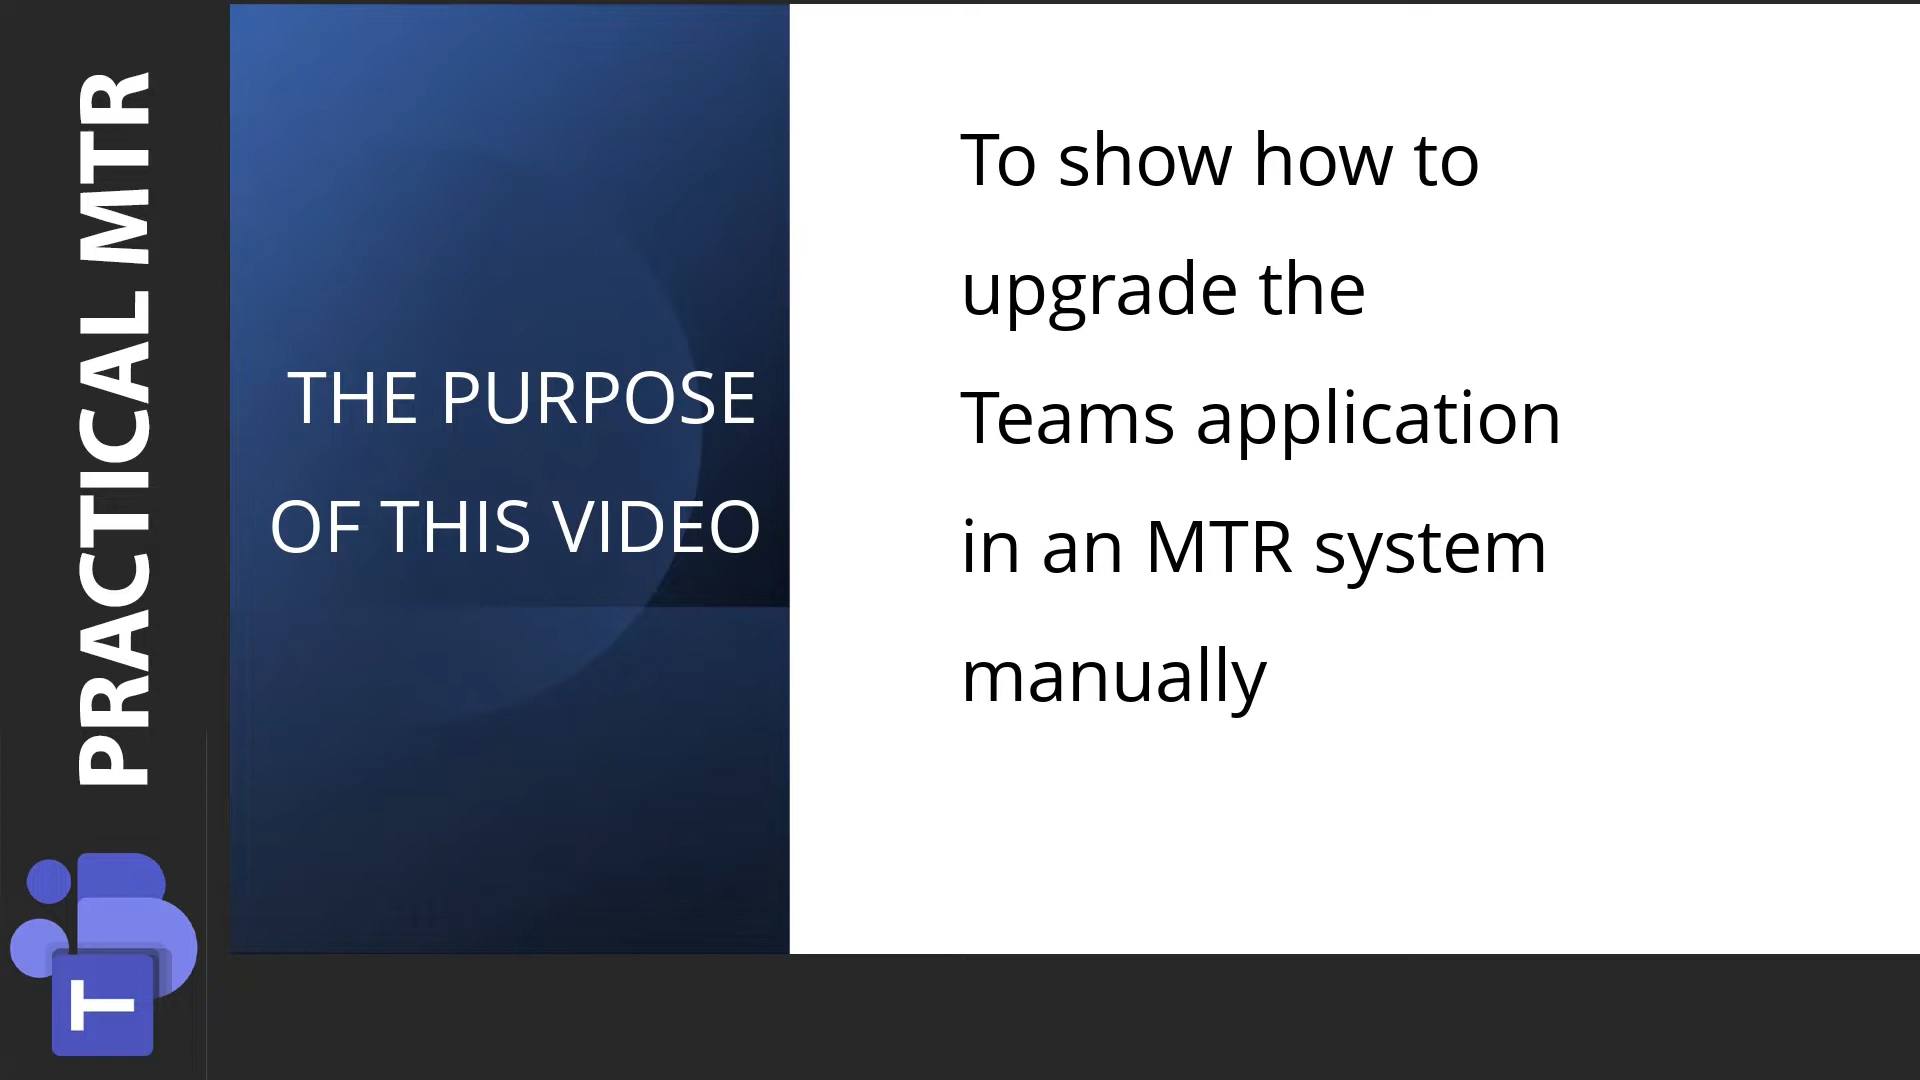 PRACTICAL MTR
THE PURPOSE
OF THIS VIDEO
To show how to
upgrade the
Teams application
in an MTR system
manually
T